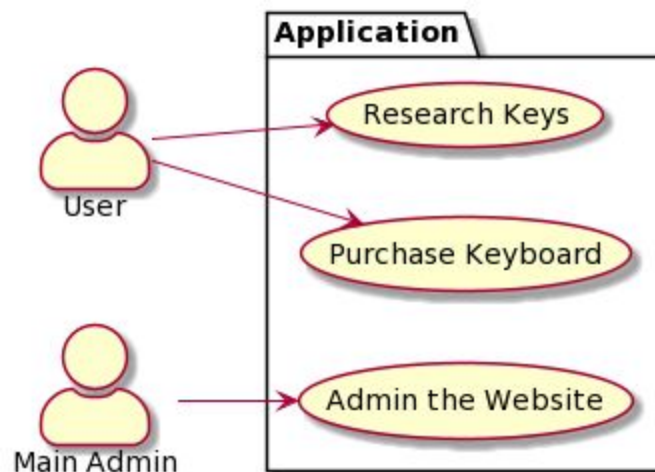 Application
Research Keys
User
Purchase Keyboard
Admin the Website
Main Admin